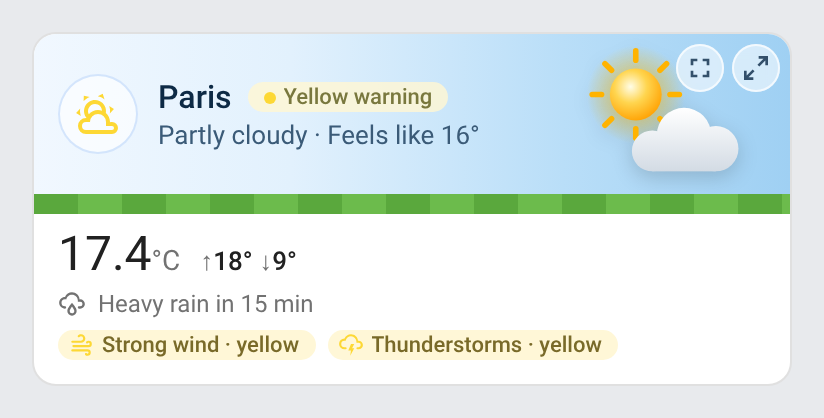 Paris Yellow warning
Partly cloudy · Feels like 16°
17.4°C ↑18° ↓9°
Heavy rain in 15 min
Strong wind · yellow Thunderstorms · yellow